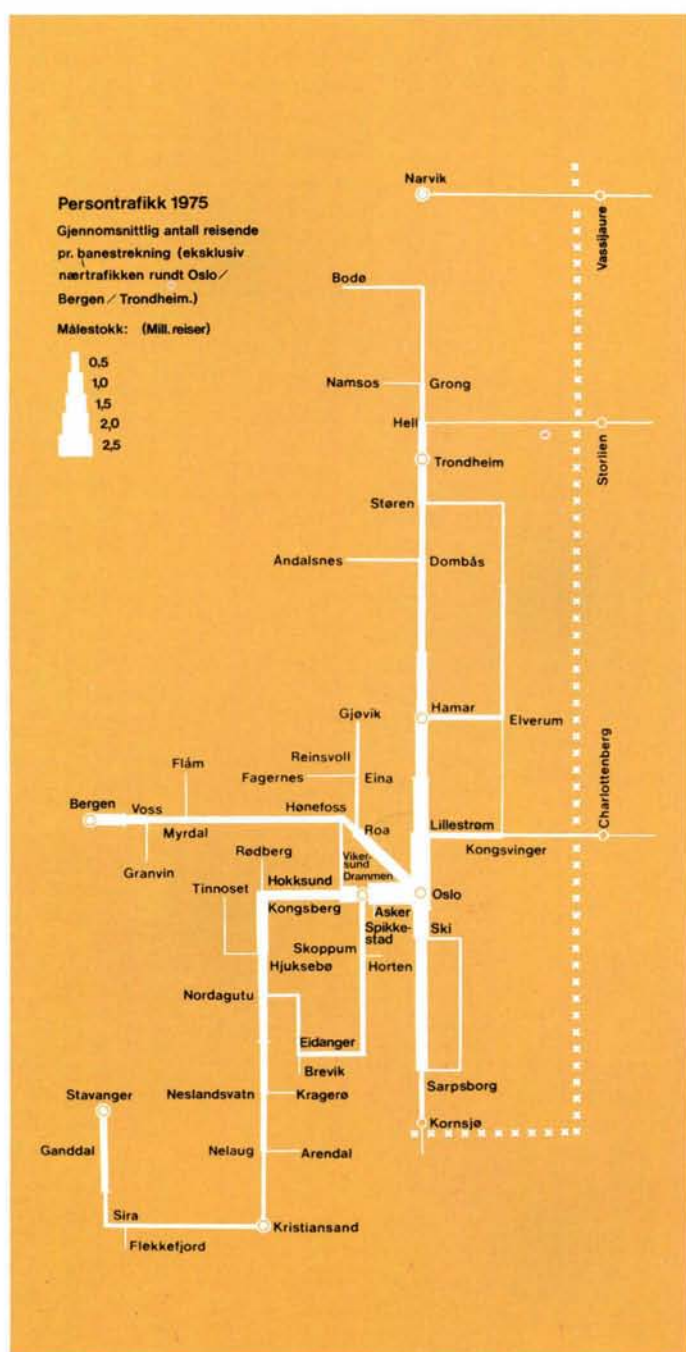 Persontrafikk 1975
Gjennomsnittlig antall reisende
pr. banestrekning (eksklusiv
nærtrafikken rundt Oslo/
Bergen/Trondheim.)
Målestokk: (Mill. reiser)
0.5
1,0
1,5
2,0
2,5
Narvik
Vassijaure
Bodø
Namsos
Grong
Hell
Storlien
Trondheim
Støren
Åndalsnes
Dombås
Hamar
Elverum
Gjøvik
Reinsvoll
Fagernes
Eina
Flåm
Charlottenberg
Bergen
Voss
Myrdal
Hønefoss
Roa
Lillestrøm
Kongsvinger
Granvin
Rødberg
Viker-
sund
Drammen
Tinnoset
Hokksund
Kongsberg
Asker
Oslo
Spikke-
stad
Ski
Skoppum
Hjuksebø
Horten
Nordagutu
Eidanger
Brevik
Sarpsborg
Stavanger
Neslandsvatn
Kragerø
Kornsjø
Ganddal
Nelaug
Arendal
Sira
Kristiansand
Flekkefjord